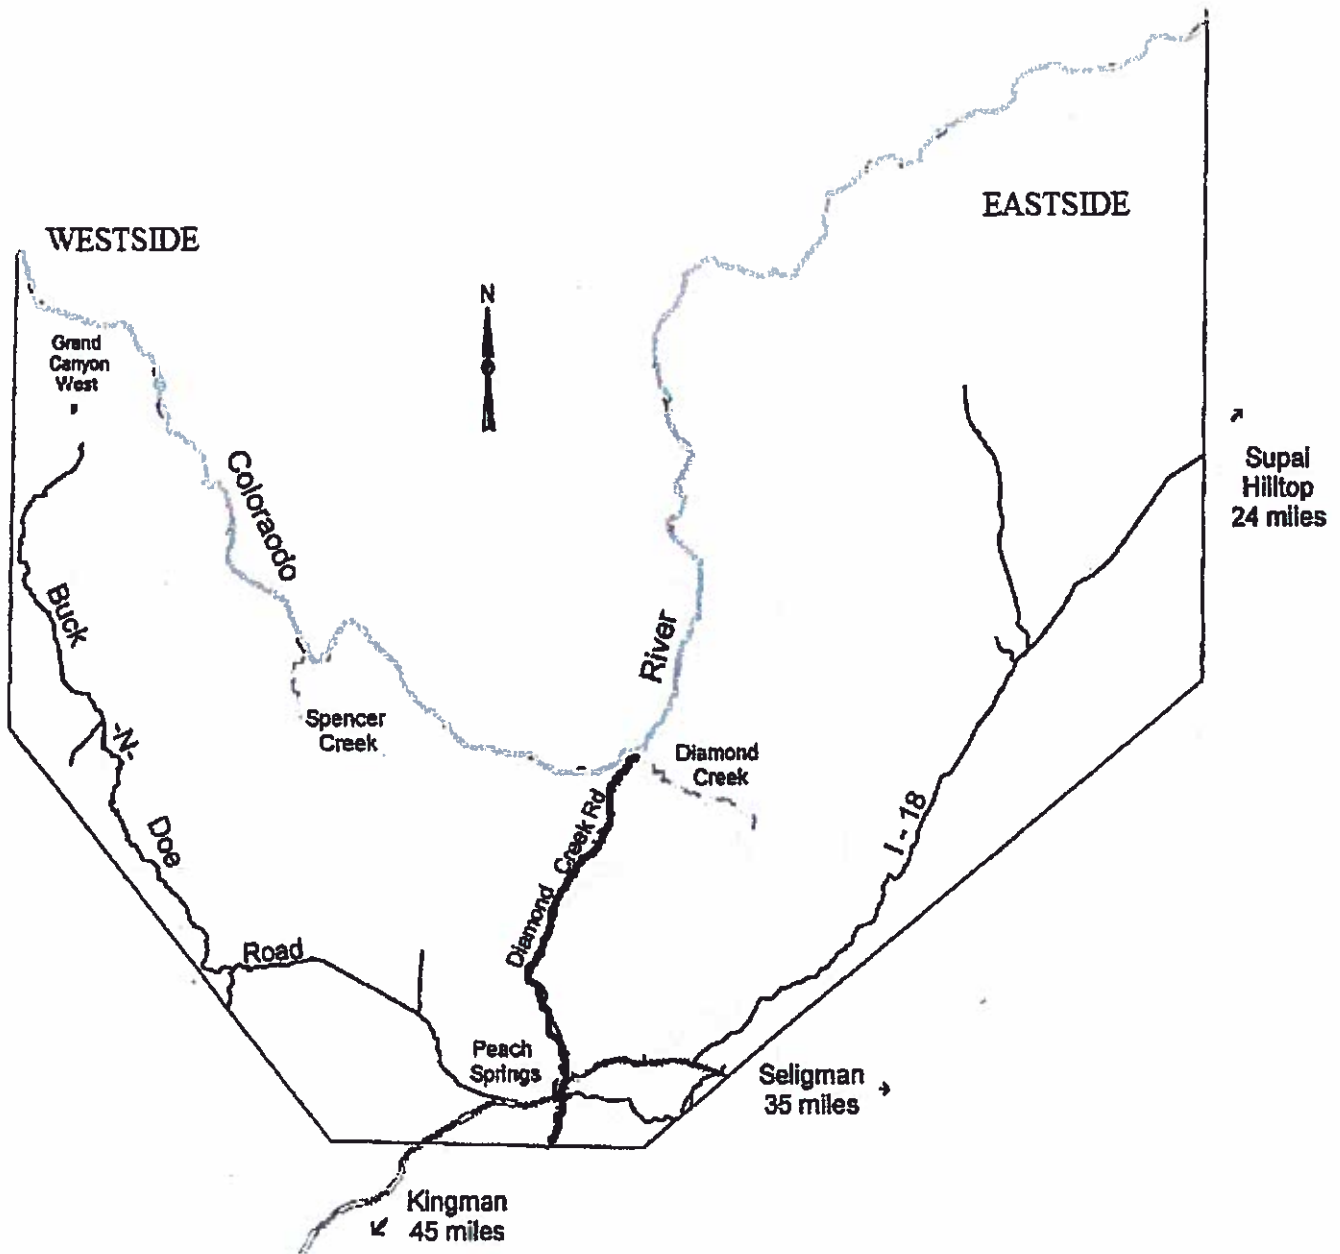 EASTSIDE
WESTSIDE
N
Grand
Canyon
West
Coloraodo
Supai
Hilltop
24 miles
Buck
-N-
Doe
Road
River
Spencer
Creek
Diamond
Creek
Diamond Creek Rd
I - 18
Peach
Springs
Seligman
35 miles
Kingman
45 miles